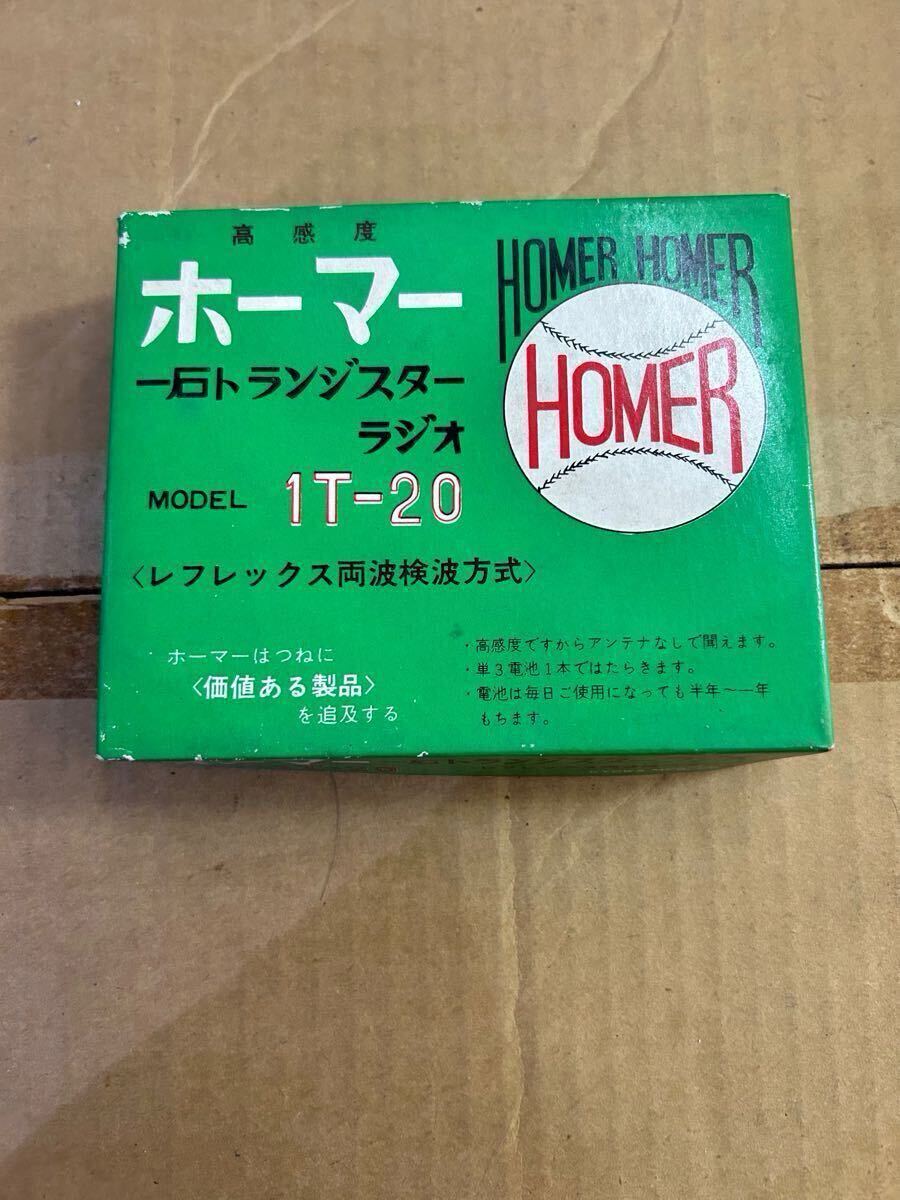 高感度
ホーマー
一石トランジスター
ラジオ
MODEL 1T-20
〈レフレックス両波検波方式〉
ホーマーはつねに
〈価値ある製品〉
を追及する
HOMER HOMER
HOMER
・高感度ですからアンテナなしで聞えます。
・単3電池1本ではたらきます。
・電池は毎日ご使用になっても半年〜一年
もちます。